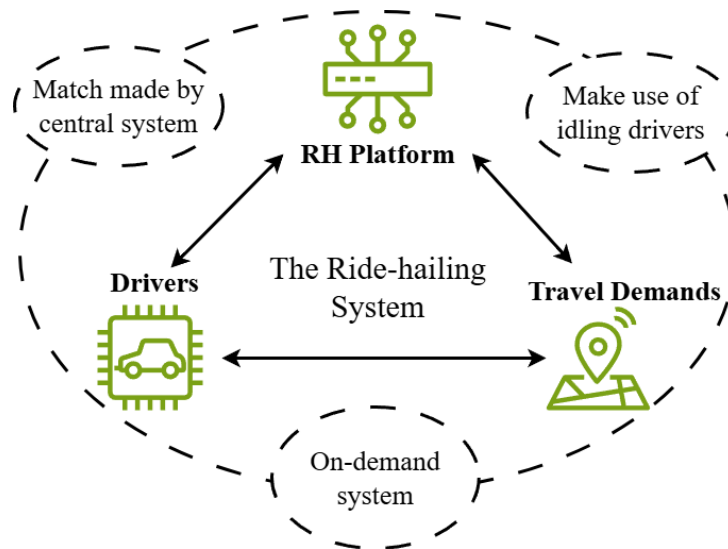 Match made by
central system
Make use of
idling drivers
RH Platform
Drivers
The Ride-hailing
System
Travel Demands
On-demand
system